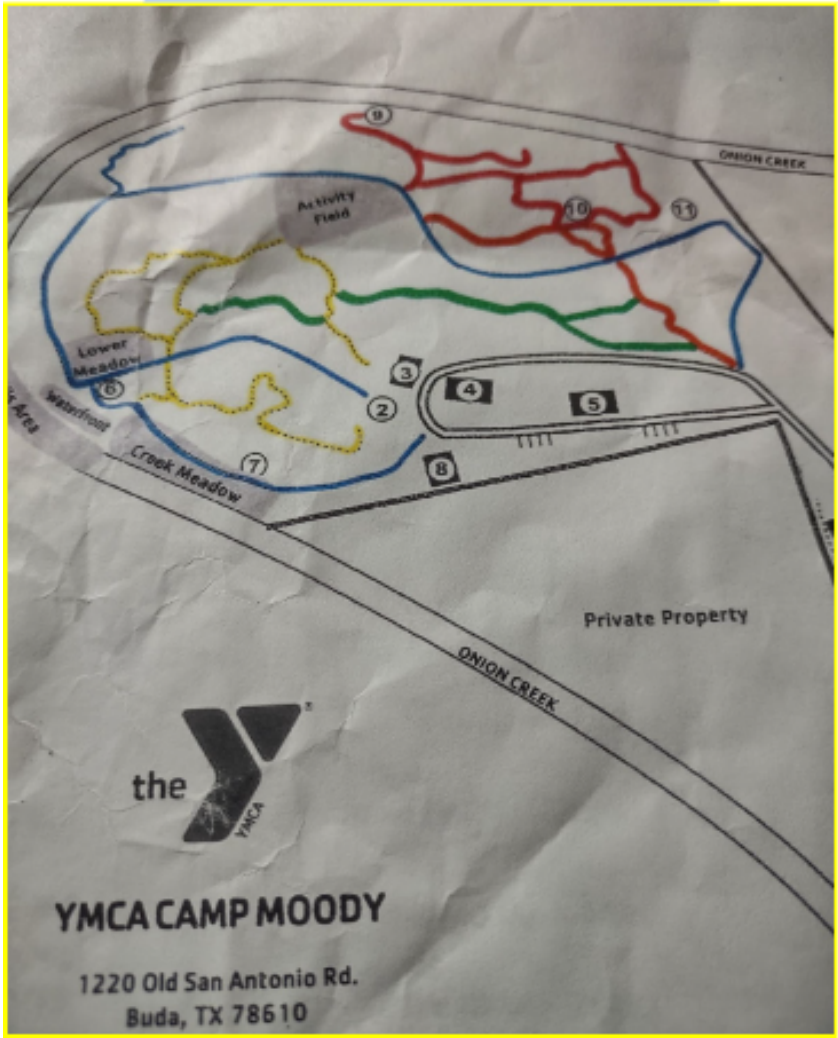 9
ONION CREEK
Activity
Field
10
11
Lower
Meadow
3
4
6
2
5
Waterfront
Area
7
8
Creek Meadow
Private Property
ONION CREEK
the
YMCA
®
YMCA CAMP MOODY
1220 Old San Antonio Rd.
Buda, TX 78610